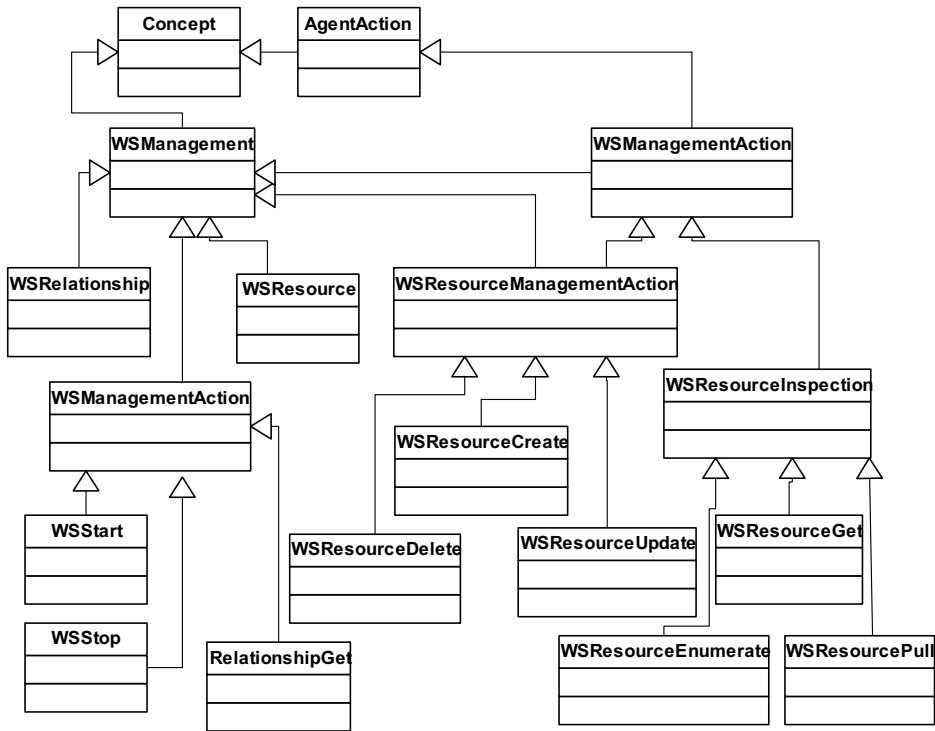 Concept
AgentAction
WSManagement
WSManagementAction
WSRelationship
WSResource
WSResourceManagementAction
WSManagementAction
WSResourceInspection
WSResourceCreate
WSStart
WSResourceDelete
WSResourceUpdate
WSResourceGet
WSStop
RelationshipGet
WSResourceEnumerate
WSResourcePull